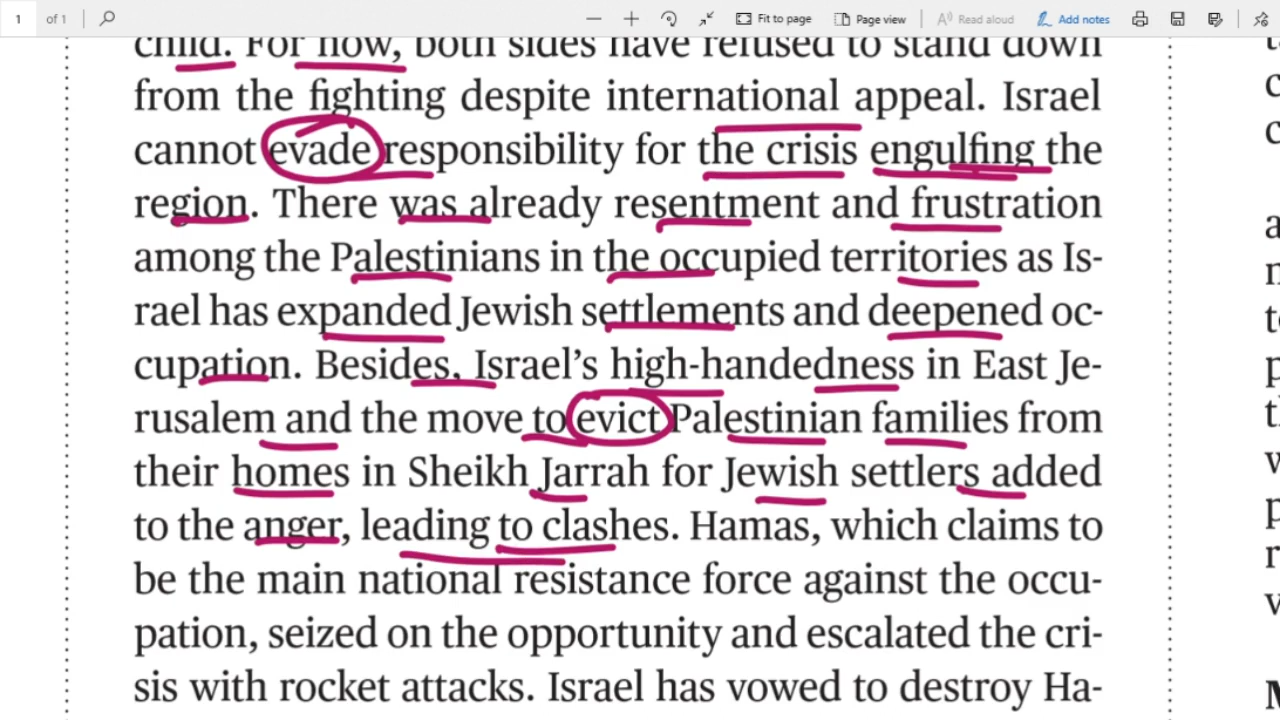 1 of 1 Fit to page Page view Read aloud Add notes
child. For now, both sides have refused to stand down
from the fighting despite international appeal. Israel
cannot evade responsibility for the crisis engulfing the
region. There was already resentment and frustration
among the Palestinians in the occupied territories as Is-
rael has expanded Jewish settlements and deepened oc-
cupation. Besides, Israel’s high-handedness in East Je-
rusalem and the move to evict Palestinian families from
their homes in Sheikh Jarrah for Jewish settlers added
to the anger, leading to clashes. Hamas, which claims to
be the main national resistance force against the occu-
pation, seized on the opportunity and escalated the cri-
sis with rocket attacks. Israel has vowed to destroy Ha-